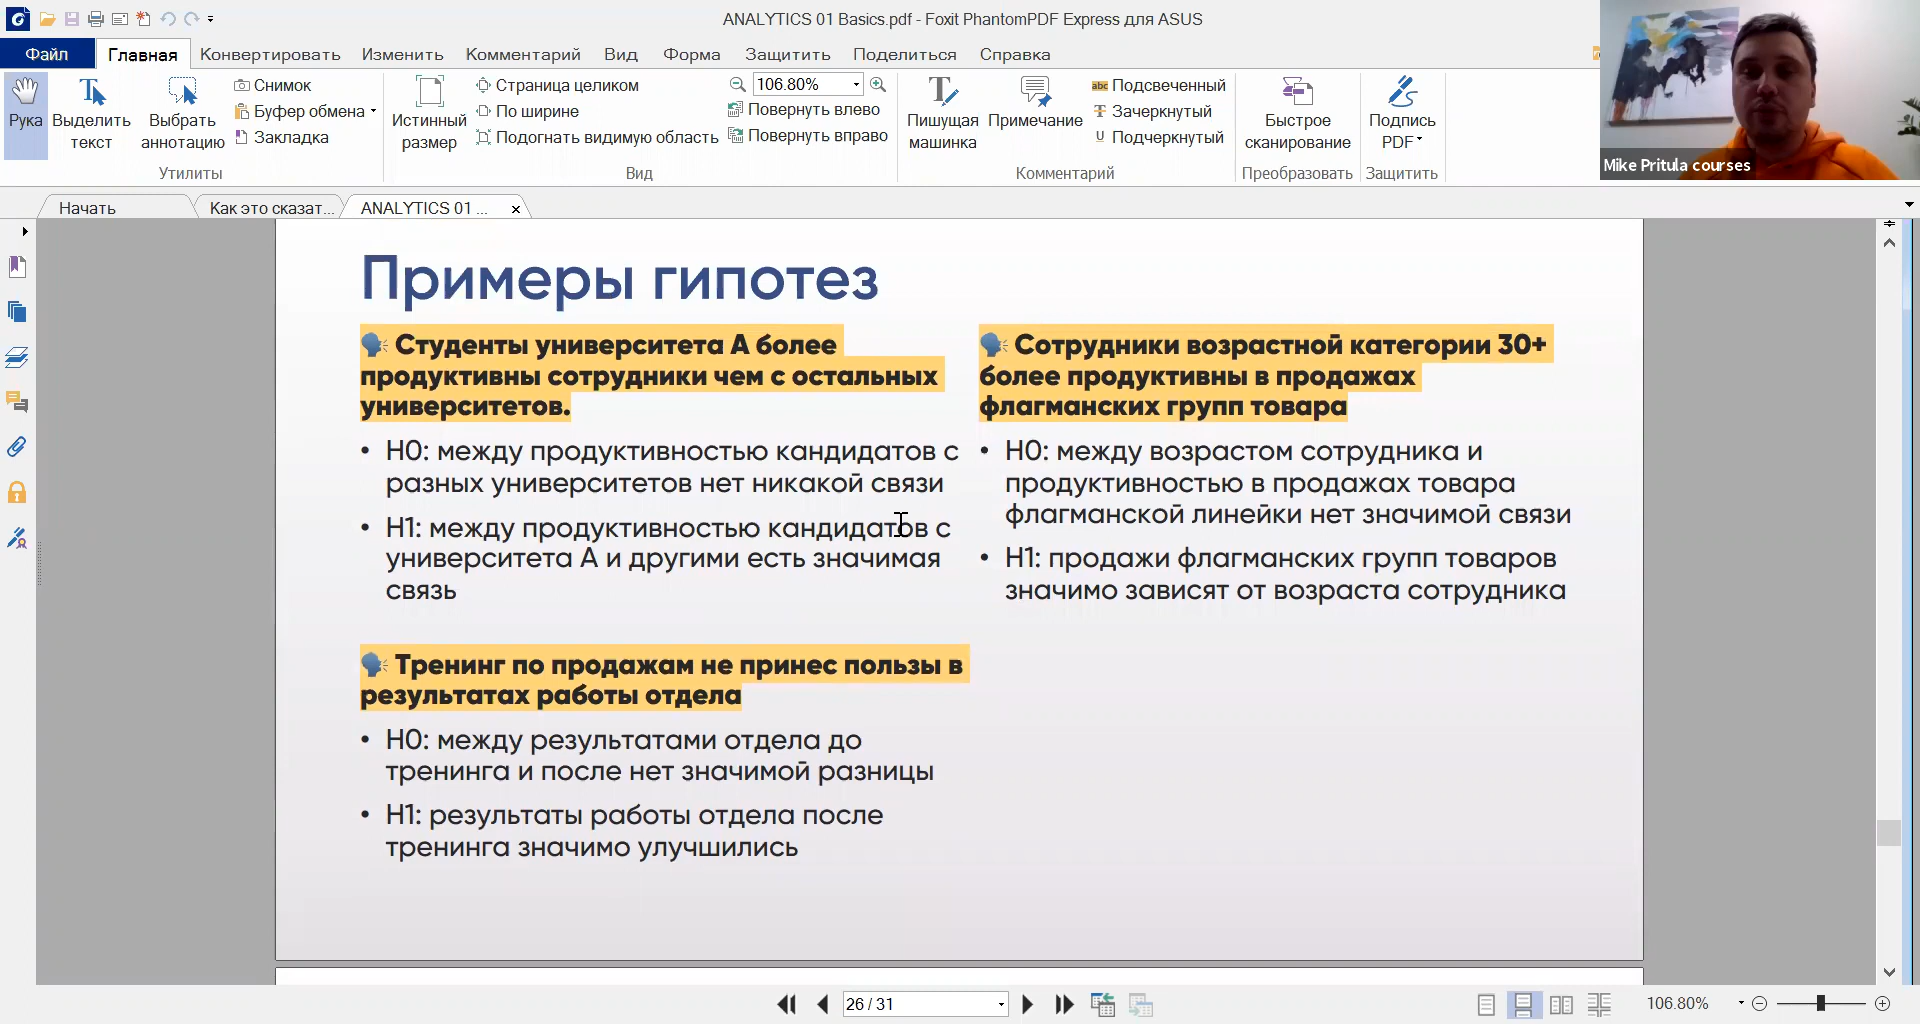 ANALYTICS 01 Basics.pdf - Foxit PhantomPDF Express для ASUS
Файл
Главная
Конвертировать
Изменить
Комментарий
Вид
Форма
Защитить
Поделиться
Справка
Рука
Выделить
текст
Выбрать
аннотацию
Снимок
Буфер обмена
Закладка
Утилиты
Истинный
размер
Страница целиком
По ширине
Подогнать видимую область
106.80%
Повернуть влево
Повернуть вправо
Вид
Пишущая
машинка
Примечание
Подсвеченный
Зачеркнутый
Подчеркнутый
Комментарий
Быстрое
сканирование
Преобразовать
Подпись
PDF
Защитить
Mike Pritula courses
Начать
Как это сказат...
ANALYTICS 01 ...
Примеры гипотез
Студенты университета А более
продуктивны сотрудники чем с остальных
университетов.
• H0: между продуктивностью кандидатов с
разных университетов нет никакой связи
• H1: между продуктивностью кандидатов с
университета А и другими есть значимая
связь
Тренинг по продажам не принес пользы в
результатах работы отдела
• H0: между результатами отдела до
тренинга и после нет значимой разницы
• H1: результаты работы отдела после
тренинга значимо улучшились
Сотрудники возрастной категории 30+
более продуктивны в продажах
флагманских групп товара
• H0: между возрастом сотрудника и
продуктивностью в продажах товара
флагманской линейки нет значимой связи
• H1: продажи флагманских групп товаров
значимо зависят от возраста сотрудника
26 / 31
106.80%